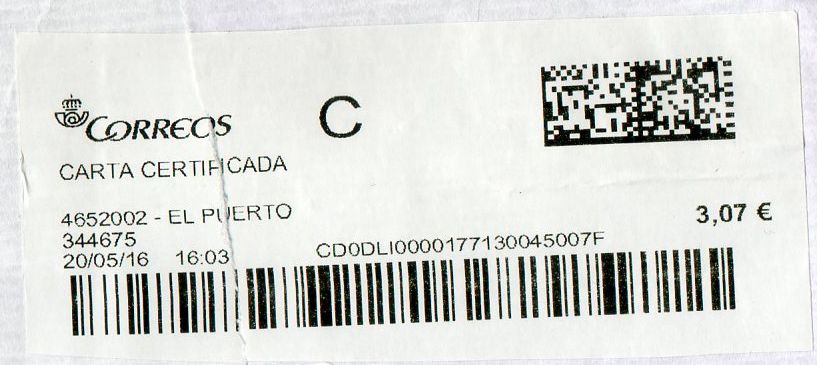 CORREOS
C
CARTA CERTIFICADA
4652002 - EL PUERTO
3,07 €
344675
20/05/16 16:03
CD0DLI0000177130045007F